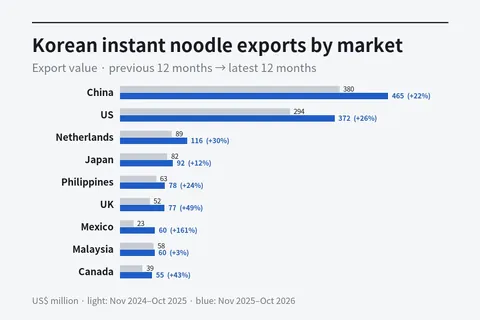 Korean instant noodle exports by market
Export value · previous 12 months → latest 12 months
China 380
465 (+22%)
US 294
372 (+26%)
Netherlands 89
116 (+30%)
Japan 82
92 (+12%)
Philippines 63
78 (+24%)
UK 52
77 (+49%)
Mexico 23
60 (+161%)
Malaysia 58
60 (+3%)
Canada 39
55 (+43%)
US$ million · light: Nov 2024–Oct 2025 · blue: Nov 2025–Oct 2026